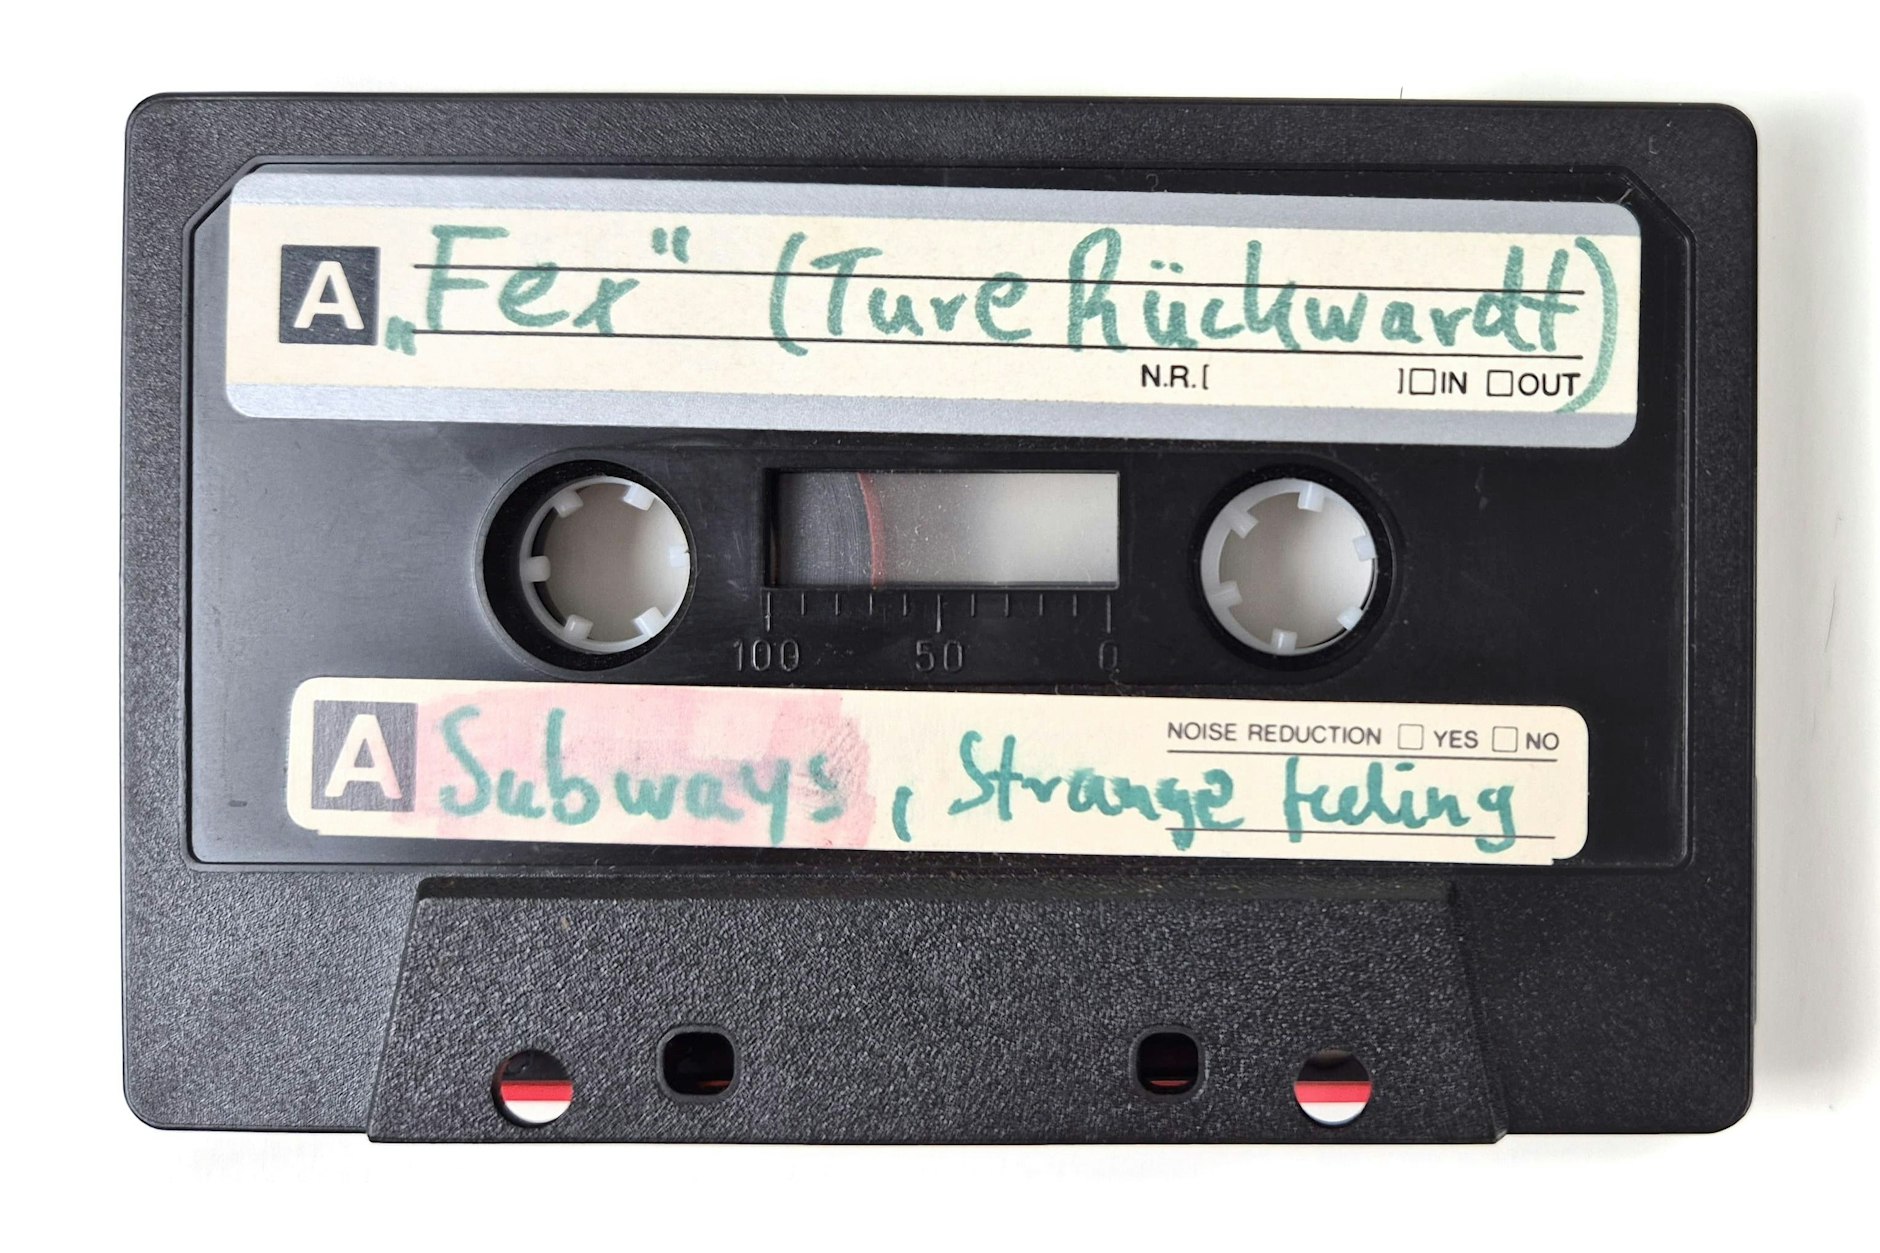 A „Fex“ (Ture Rückwardt)
N.R.[ ] IN OUT
100 50 0
NOISE REDUCTION YES NO
A Subways, Strange feeling